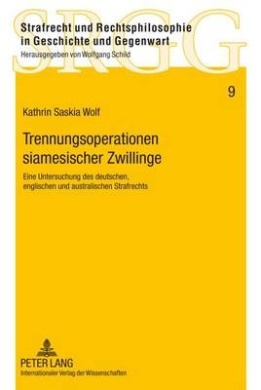 SRGG
Strafrecht und Rechtsphilosophie
in Geschichte und Gegenwart
Herausgegeben von Wolfgang Schild
9
Kathrin Saskia Wolf
Trennungsoperationen
siamesischer Zwillinge
Eine Untersuchung des deutschen,
englischen und australischen Strafrechts
PETER LANG
Internationaler Verlag der Wissenschaften